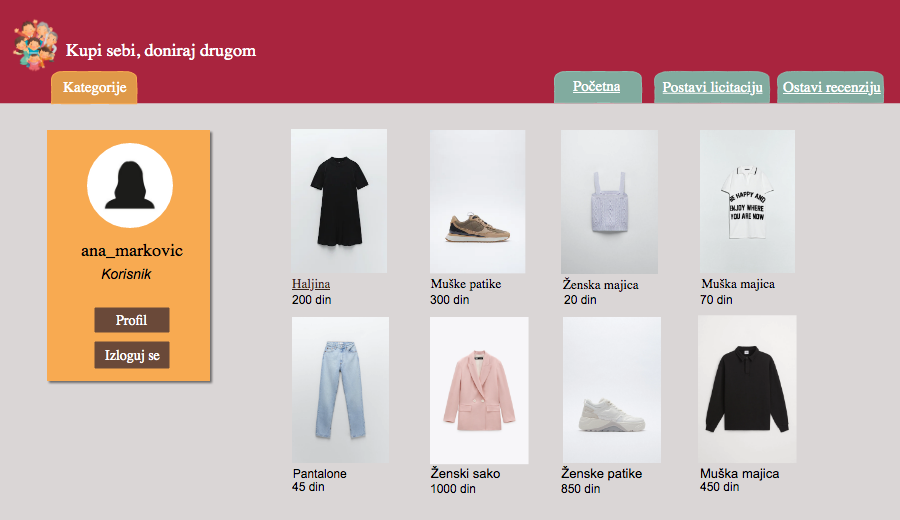 Kupi sebi, doniraj drugom
Kategorije
Početna
Postavi licitaciju
Ostavi recenziju
ana_markovic
Korisnik
Profil
Izloguj se
Haljina
200 din
Muške patike
300 din
Ženska majica
20 din
BE HAPPY AND
ENJOY WHERE
YOU ARE NOW
Muška majica
70 din
Pantalone
45 din
Ženski sako
1000 din
Ženske patike
850 din
Muška majica
450 din